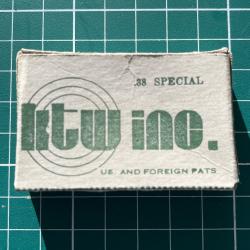 .38 SPECIAL
ktw inc.
U.S. AND FOREIGN PATS